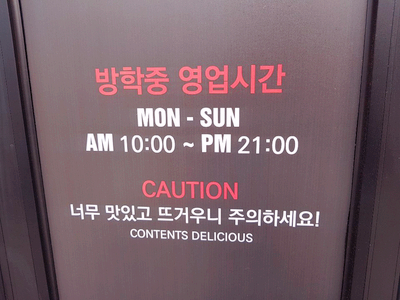 방학중 영업시간
MON - SUN
AM 10:00 ~ PM 21:00
CAUTION
너무 맛있고 뜨거우니 주의하세요!
CONTENTS DELICIOUS